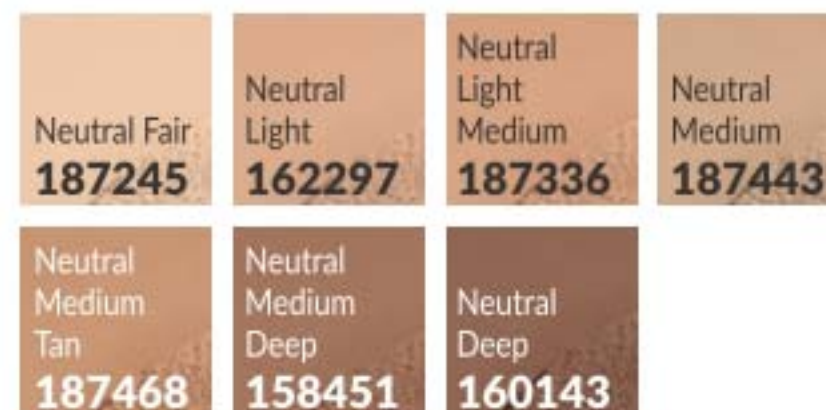 Neutral Fair
187245
Neutral
Light
162297
Neutral
Light
Medium
187336
Neutral
Medium
187443
Neutral
Medium
Tan
187468
Neutral
Medium
Deep
158451
Neutral
Deep
160143